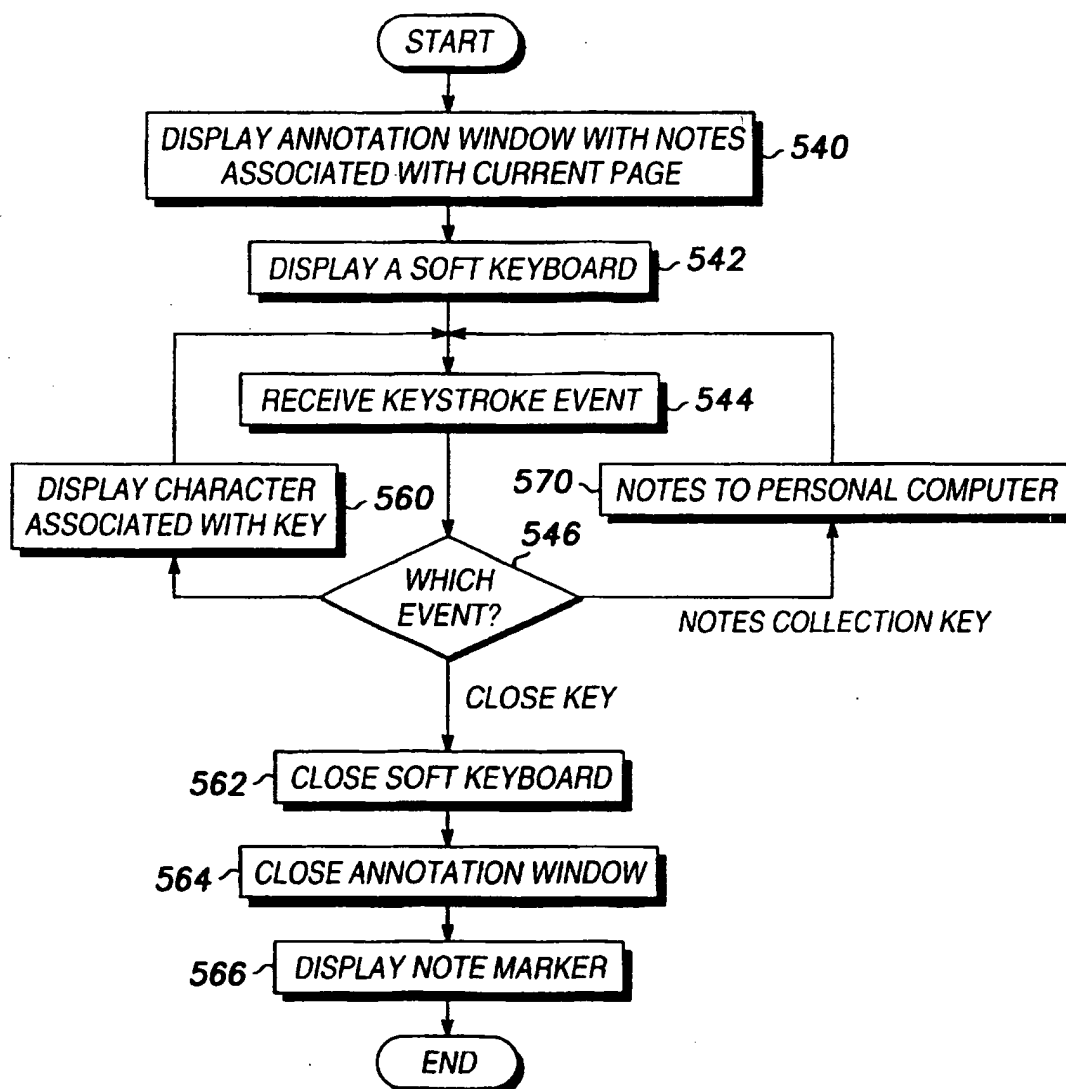 START
DISPLAY ANNOTATION WINDOW WITH NOTES
ASSOCIATED WITH CURRENT PAGE
540
DISPLAY A SOFT KEYBOARD
542
RECEIVE KEYSTROKE EVENT
544
DISPLAY CHARACTER
ASSOCIATED WITH KEY
560
570
NOTES TO PERSONAL COMPUTER
546
WHICH
EVENT?
NOTES COLLECTION KEY
CLOSE KEY
562
CLOSE SOFT KEYBOARD
564
CLOSE ANNOTATION WINDOW
566
DISPLAY NOTE MARKER
END